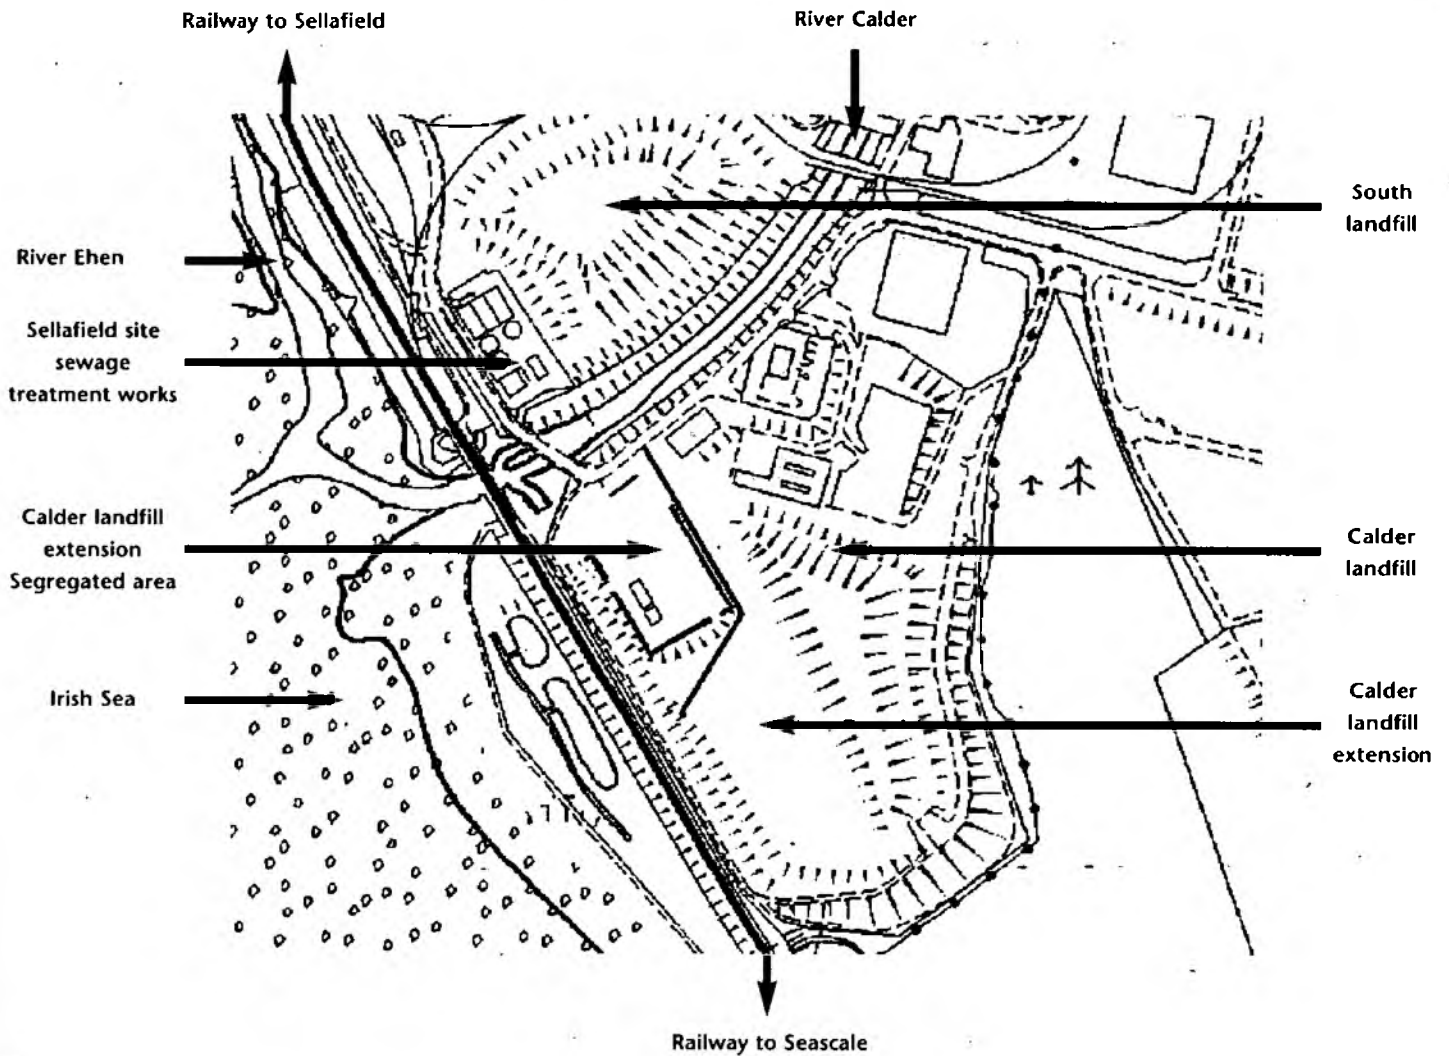 Railway to Sellafield
River Calder
South
landfill
River Ehen
Sellafield site
sewage
treatment works
Calder landfill
extension
Segregated area
Calder
landfill
Irish Sea
Calder
landfill
extension
Railway to Seascale